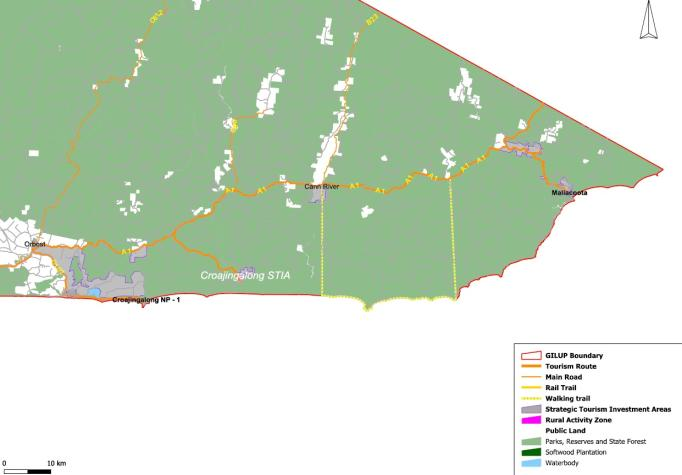 B23
A1
A1
A1
A1
A1
A1
A1
Cann River
Mallacoota
Orbost
A1
Croajingalong STIA
Croajingalong NP - 1
GILUP Boundary
Tourism Route
Main Road
Rail Trail
Walking trail
Strategic Tourism Investment Areas
Rural Activity Zone
Public Land
Parks, Reserves and State Forest
Softwood Plantation
Waterbody
0 10 km